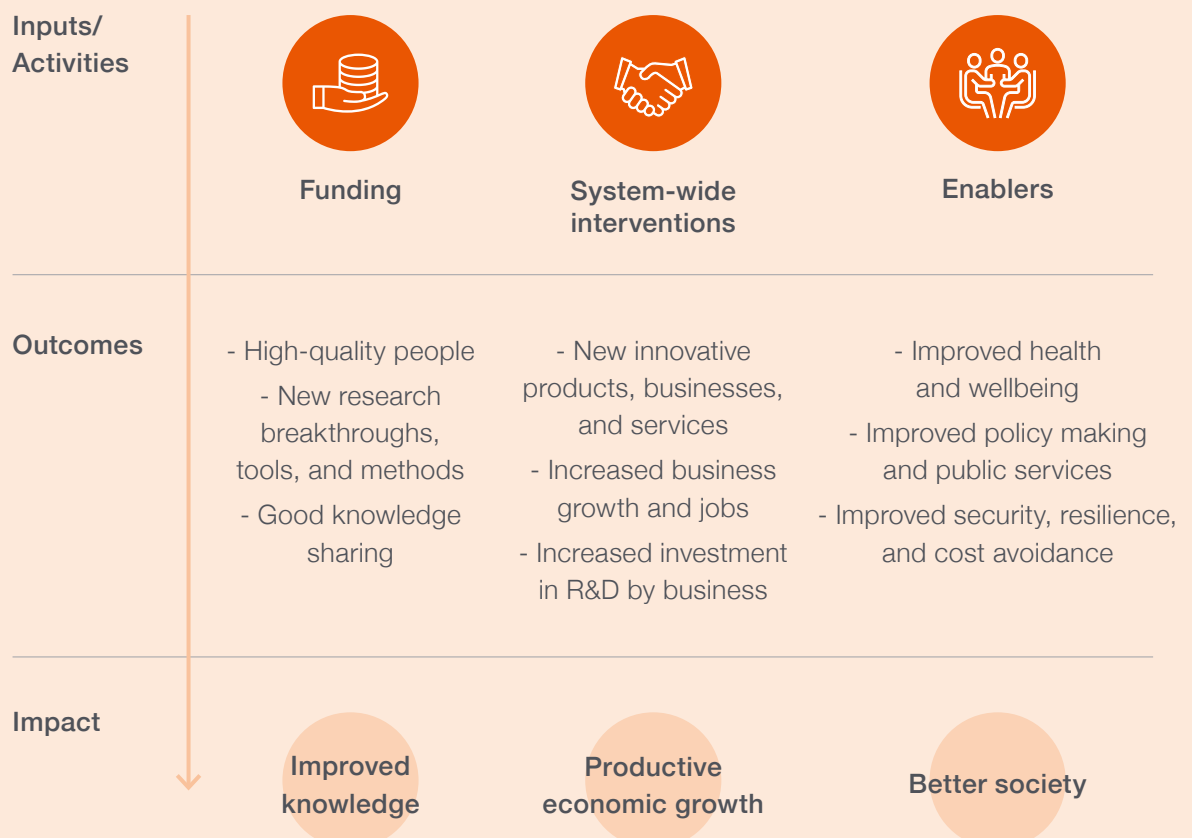 Inputs/
Activities
Funding
System-wide
interventions
Enablers
Outcomes
- High-quality people
- New research
breakthroughs,
tools, and methods
- Good knowledge
sharing
- New innovative
products, businesses,
and services
- Increased business
growth and jobs
- Increased investment
in R&D by business
- Improved health
and wellbeing
- Improved policy making
and public services
- Improved security, resilience,
and cost avoidance
Impact
Improved
knowledge
Productive
economic growth
Better society